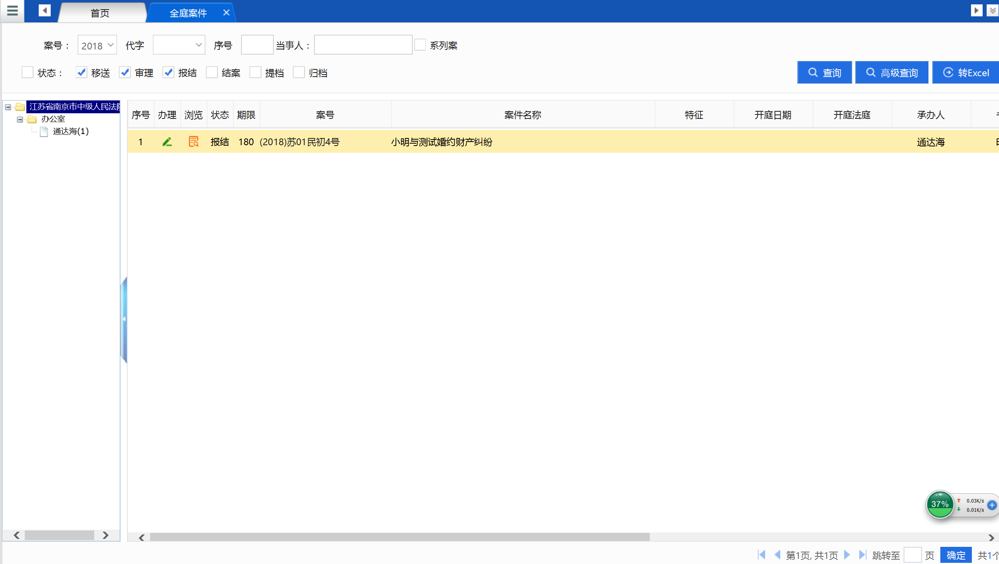 首页
全庭案件
案号： 2018 代字 序号 当事人： 系列案
状态： 移送 审理 报结 结案 提档 归档
查询 高级查询 转Excel
江苏省南京市中级人民法院
办公室
通达海(1)
序号 办理 浏览 状态 期限 案号 案件名称 特征 开庭日期 开庭法庭 承办人
1 报结 180 (2018)苏01民初4号 小明与测试婚约财产纠纷 通达海
37% 0.03K/s
0.01K/s
第1页, 共1页 跳转至 页 确定 共1个